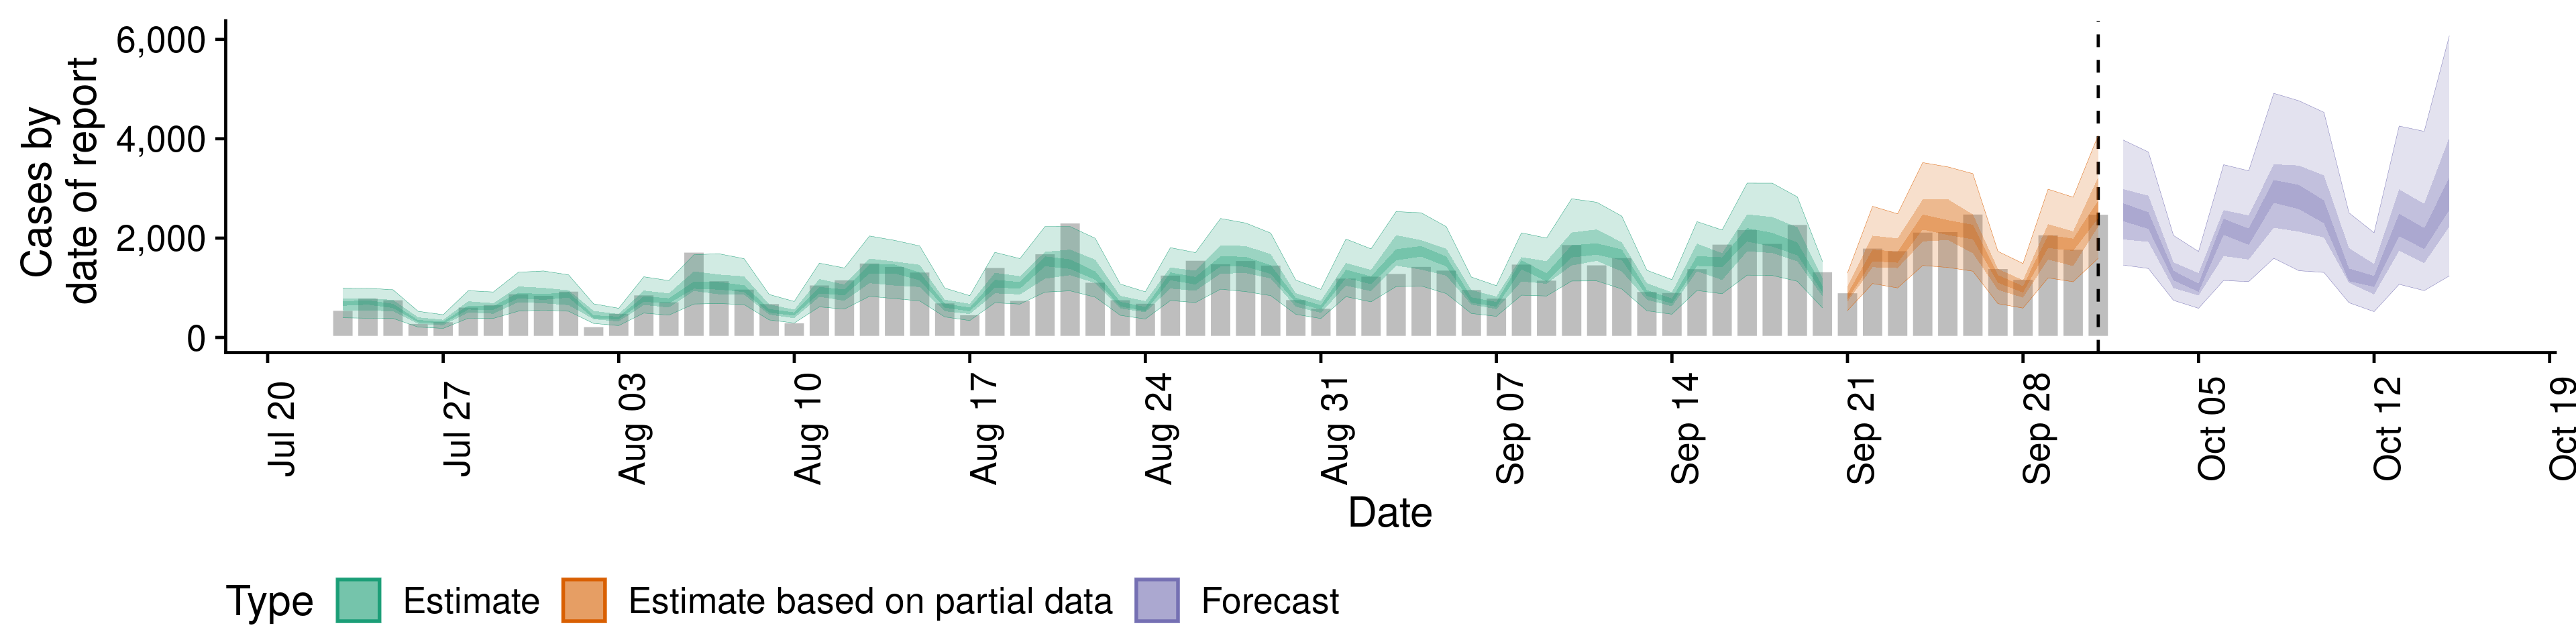 Cases by
date of report
6,000
4,000
2,000
0
Jul 20
Jul 27
Aug 03
Aug 10
Aug 17
Aug 24
Aug 31
Sep 07
Sep 14
Sep 21
Sep 28
Oct 05
Oct 12
Oct 19
Date
Type Estimate Estimate based on partial data Forecast